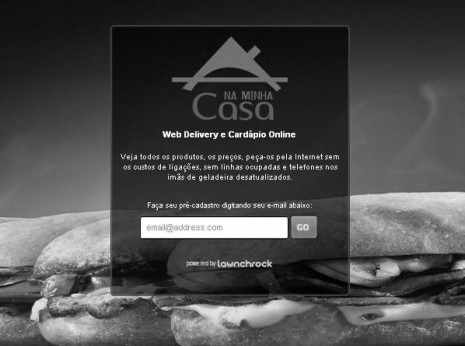 NA MINHA
Casa
Web Delivery e Cardápio Online
Veja todos os produtos, os preços, peça-os pela Internet sem
os custos de ligações, sem linhas ocupadas e telefones nos
imãs de geladeira desatualizados.
Faça seu pré-cadastro digitando seu e-mail abaixo:
email@address.com GO
powered by lawnchrock